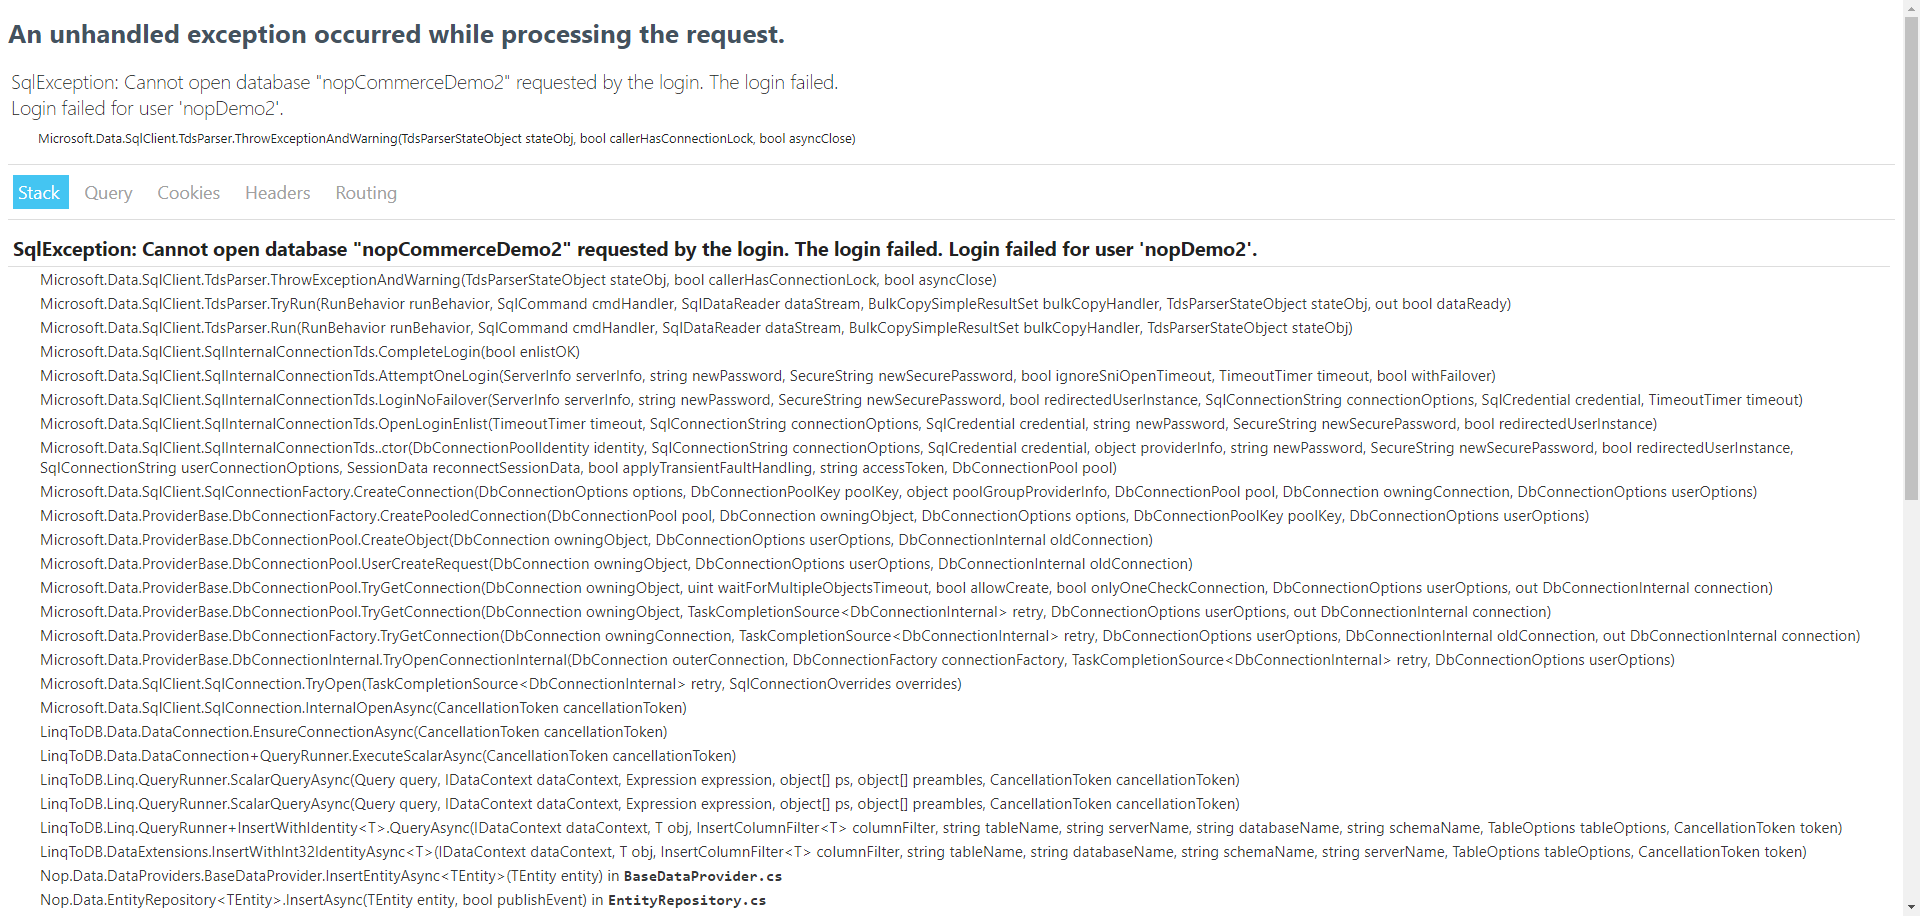 An unhandled exception occurred while processing the request.
SqlException: Cannot open database "nopCommerceDemo2" requested by the login. The login failed.
Login failed for user 'nopDemo2'.
Microsoft.Data.SqlClient.TdsParser.ThrowExceptionAndWarning(TdsParserStateObject stateObj, bool callerHasConnectionLock, bool asyncClose)
Stack Query Cookies Headers Routing
SqlException: Cannot open database "nopCommerceDemo2" requested by the login. The login failed. Login failed for user 'nopDemo2'.
Microsoft.Data.SqlClient.TdsParser.ThrowExceptionAndWarning(TdsParserStateObject stateObj, bool callerHasConnectionLock, bool asyncClose)
Microsoft.Data.SqlClient.TdsParser.TryRun(RunBehavior runBehavior, SqlCommand cmdHandler, SqlDataReader dataStream, BulkCopySimpleResultSet bulkCopyHandler, TdsParserStateObject stateObj, out bool dataReady)
Microsoft.Data.SqlClient.TdsParser.Run(RunBehavior runBehavior, SqlCommand cmdHandler, SqlDataReader dataStream, BulkCopySimpleResultSet bulkCopyHandler, TdsParserStateObject stateObj)
Microsoft.Data.SqlClient.SqlInternalConnectionTds.CompleteLogin(bool enlistOK)
Microsoft.Data.SqlClient.SqlInternalConnectionTds.AttemptOneLogin(ServerInfo serverInfo, string newPassword, SecureString newSecurePassword, bool ignoreSniOpenTimeout, TimeoutTimer timeout, bool withFailover)
Microsoft.Data.SqlClient.SqlInternalConnectionTds.LoginNoFailover(ServerInfo serverInfo, string newPassword, SecureString newSecurePassword, bool redirectedUserInstance, SqlConnectionString connectionOptions, SqlCredential credential, TimeoutTimer timeout)
Microsoft.Data.SqlClient.SqlInternalConnectionTds.OpenLoginEnlist(TimeoutTimer timeout, SqlConnectionString connectionOptions, SqlCredential credential, string newPassword, SecureString newSecurePassword, bool redirectedUserInstance)
Microsoft.Data.SqlClient.SqlInternalConnectionTds..ctor(DbConnectionPoolIdentity identity, SqlConnectionString connectionOptions, SqlCredential credential, object providerInfo, string newPassword, SecureString newSecurePassword, bool redirectedUserInstance,
SqlConnectionString userConnectionOptions, SessionData reconnectSessionData, bool applyTransientFaultHandling, string accessToken, DbConnectionPool pool)
Microsoft.Data.SqlClient.SqlConnectionFactory.CreateConnection(DbConnectionOptions options, DbConnectionPoolKey poolKey, object poolGroupProviderInfo, DbConnectionPool pool, DbConnection owningConnection, DbConnectionOptions userOptions)
Microsoft.Data.ProviderBase.DbConnectionFactory.CreatePooledConnection(DbConnectionPool pool, DbConnection owningObject, DbConnectionOptions options, DbConnectionPoolKey poolKey, DbConnectionOptions userOptions)
Microsoft.Data.ProviderBase.DbConnectionPool.CreateObject(DbConnection owningObject, DbConnectionOptions userOptions, DbConnectionInternal oldConnection)
Microsoft.Data.ProviderBase.DbConnectionPool.UserCreateRequest(DbConnection owningObject, DbConnectionOptions userOptions, DbConnectionInternal oldConnection)
Microsoft.Data.ProviderBase.DbConnectionPool.TryGetConnection(DbConnection owningObject, uint waitForMultipleObjectsTimeout, bool allowCreate, bool onlyOneCheckConnection, DbConnectionOptions userOptions, out DbConnectionInternal connection)
Microsoft.Data.ProviderBase.DbConnectionPool.TryGetConnection(DbConnection owningObject, TaskCompletionSource<DbConnectionInternal> retry, DbConnectionOptions userOptions, out DbConnectionInternal connection)
Microsoft.Data.ProviderBase.DbConnectionFactory.TryGetConnection(DbConnection owningConnection, TaskCompletionSource<DbConnectionInternal> retry, DbConnectionOptions userOptions, DbConnectionInternal oldConnection, out DbConnectionInternal connection)
Microsoft.Data.ProviderBase.DbConnectionInternal.TryOpenConnectionInternal(DbConnection outerConnection, DbConnectionFactory connectionFactory, TaskCompletionSource<DbConnectionInternal> retry, DbConnectionOptions userOptions)
Microsoft.Data.SqlClient.SqlConnection.TryOpen(TaskCompletionSource<DbConnectionInternal> retry, SqlConnectionOverrides overrides)
Microsoft.Data.SqlClient.SqlConnection.InternalOpenAsync(CancellationToken cancellationToken)
LinqToDB.Data.DataConnection.EnsureConnectionAsync(CancellationToken cancellationToken)
LinqToDB.Data.DataConnection+QueryRunner.ExecuteScalarAsync(CancellationToken cancellationToken)
LinqToDB.Linq.QueryRunner.ScalarQueryAsync(Query query, IDataContext dataContext, Expression expression, object[] ps, object[] preambles, CancellationToken cancellationToken)
LinqToDB.Linq.QueryRunner.ScalarQueryAsync(Query query, IDataContext dataContext, Expression expression, object[] ps, object[] preambles, CancellationToken cancellationToken)
LinqToDB.Linq.QueryRunner+InsertWithIdentity<T>.QueryAsync(IDataContext dataContext, T obj, InsertColumnFilter<T> columnFilter, string tableName, string serverName, string databaseName, string schemaName, TableOptions tableOptions, CancellationToken token)
LinqToDB.DataExtensions.InsertWithInt32IdentityAsync<T>(IDataContext dataContext, T obj, InsertColumnFilter<T> columnFilter, string tableName, string databaseName, string schemaName, string serverName, TableOptions tableOptions, CancellationToken token)
Nop.Data.DataProviders.BaseDataProvider.InsertEntityAsync<TEntity>(TEntity entity) in BaseDataProvider.cs
Nop.Data.EntityRepository<TEntity>.InsertAsync(TEntity entity, bool publishEvent) in EntityRepository.cs